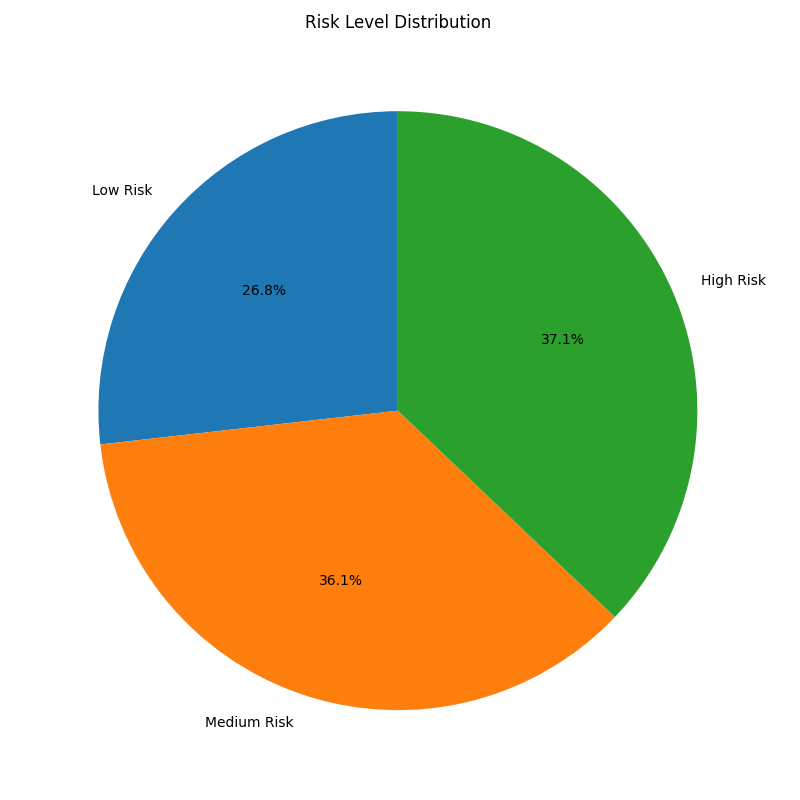 Risk Level Distribution
Low Risk
26.8%
High Risk
37.1%
36.1%
Medium Risk